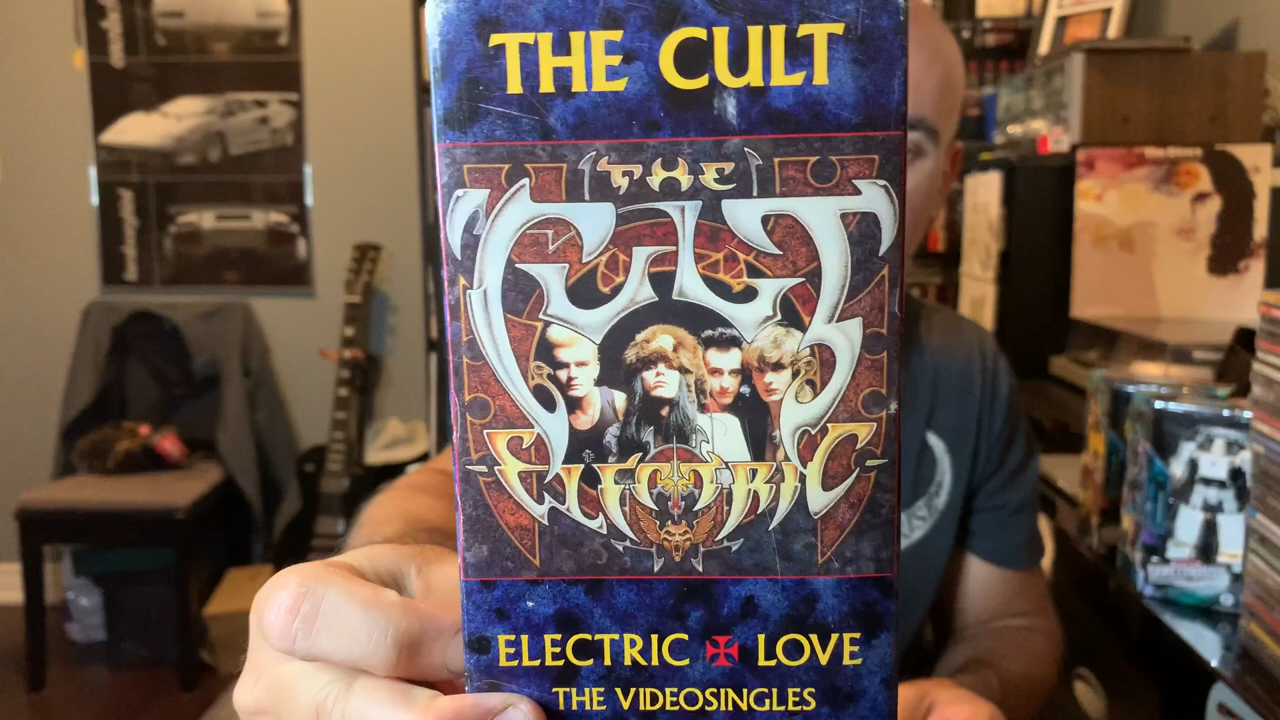 THE CULT
THE
CULT
ELECTRIC
ELECTRIC ✠ LOVE
THE VIDEOSINGLES